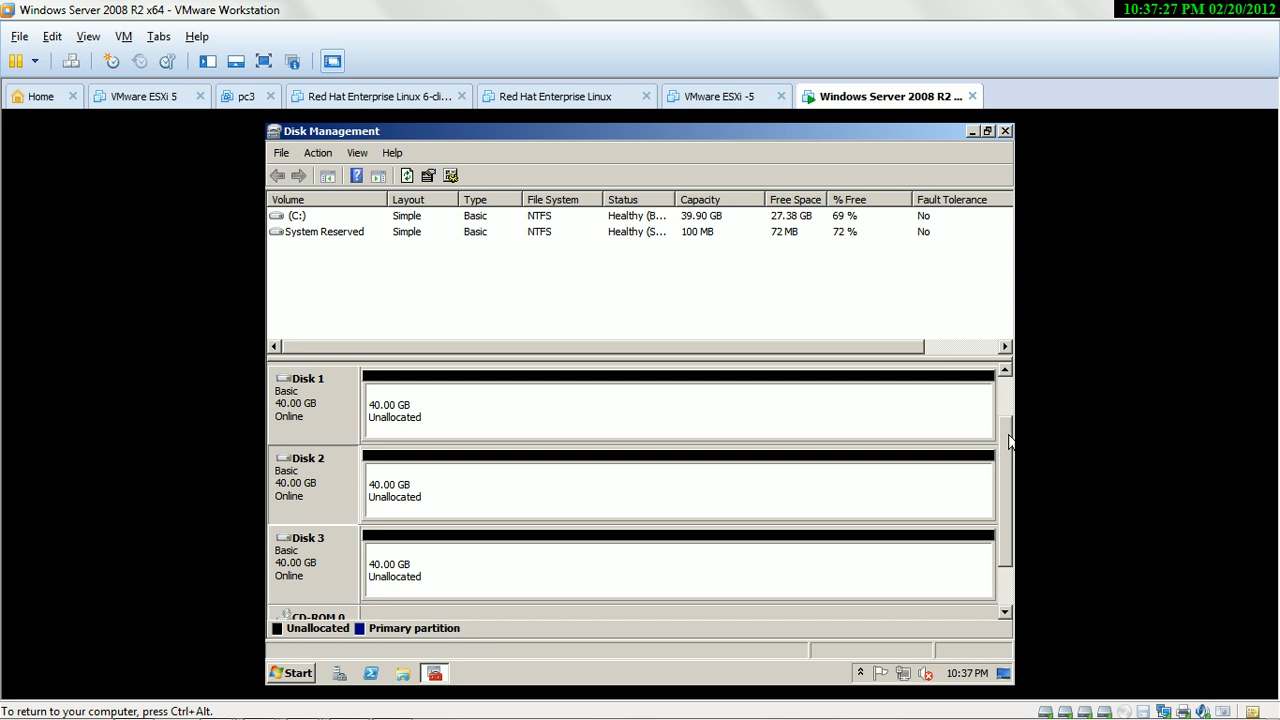 Windows Server 2008 R2 x64 - VMware Workstation
10:37:27 PM 02/20/2012
File Edit View VM Tabs Help
Home VMware ESXi 5 pc3 Red Hat Enterprise Linux 6-cli... Red Hat Enterprise Linux VMware ESXi -5 Windows Server 2008 R2 ...
Disk Management
File Action View Help
Volume Layout Type File System Status Capacity Free Space % Free Fault Tolerance
(C:) Simple Basic NTFS Healthy (B... 39.90 GB 27.38 GB 69 % No
System Reserved Simple Basic NTFS Healthy (S... 100 MB 72 MB 72 % No
Disk 1
Basic
40.00 GB
Online
40.00 GB
Unallocated
Disk 2
Basic
40.00 GB
Online
40.00 GB
Unallocated
Disk 3
Basic
40.00 GB
Online
40.00 GB
Unallocated
CD-ROM 0
Unallocated Primary partition
Start 10:37 PM
To return to your computer, press Ctrl+Alt.